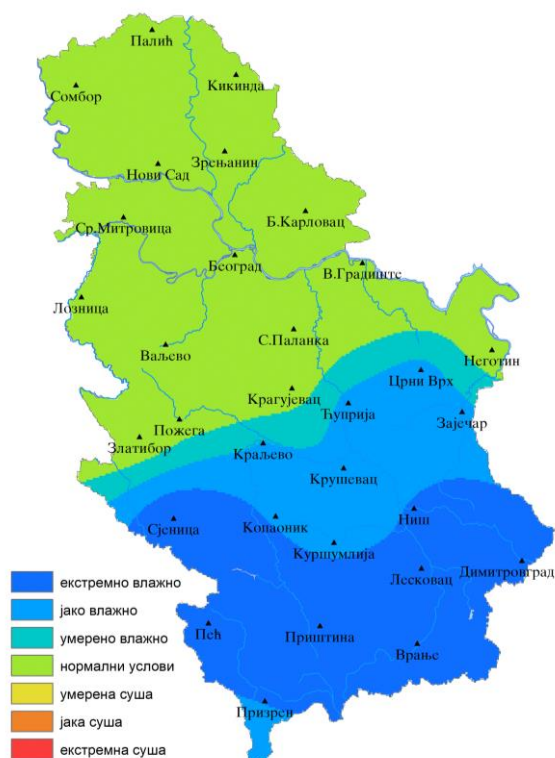 Палић
Кикинда
Сомбор
Зрењанин
Нови Сад
Б.Карловац
Ср.Митровица
Београд
В.Градиште
Лозница
С.Паланка
Ваљево
Неготин
Црни Врх
Крагујевац
Ћуприја
Зајечар
Пожега
Златибор
Краљево
Крушевац
Ниш
Сјеница
Копаоник
Куршумлија
Димитровград
Лесковац
Пећ
Приштина
Врање
Призрен
екстремно влажно
јако влажно
умерено влажно
нормални услови
умерена суша
јака суша
екстремна суша